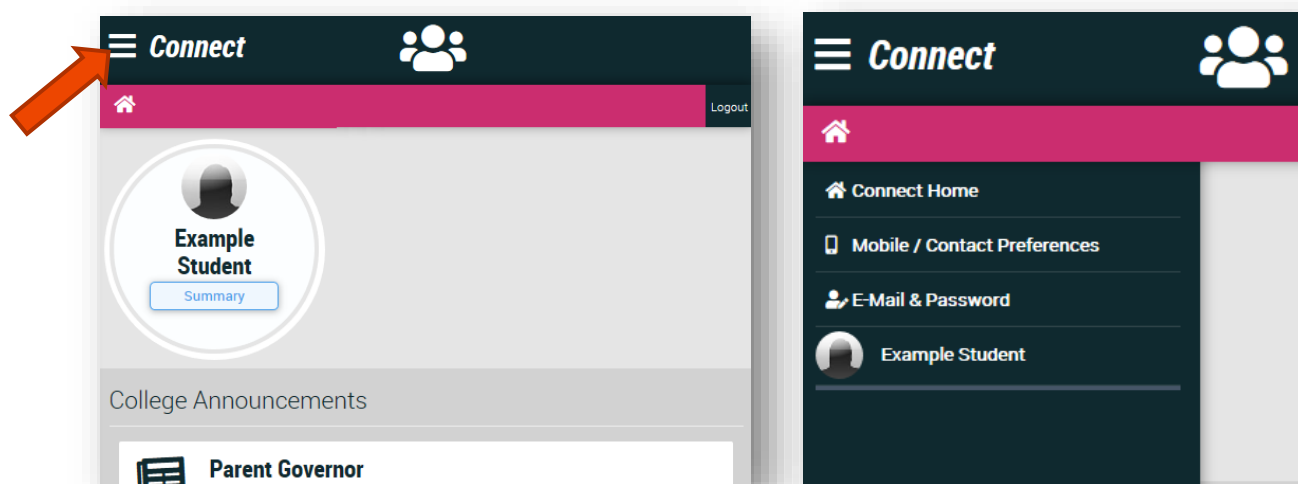 Connect
Logout
Example
Student
Summary
College Announcements
Parent Governor
Connect
Connect Home
Mobile / Contact Preferences
E-Mail & Password
Example Student